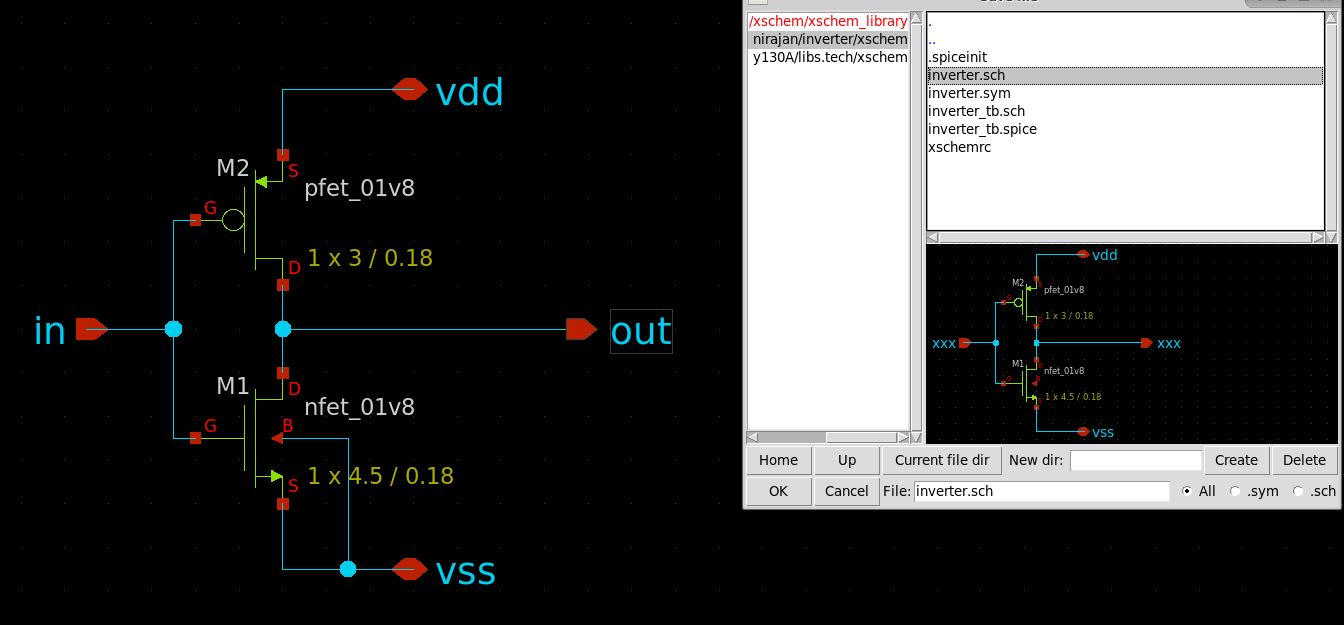 vdd
M2
S
pfet_01v8
G
1 x 3 / 0.18
D
in
out
M1
D
nfet_01v8
G
B
1 x 4.5 / 0.18
S
vss
/xschem/xschem_library
nirajan/inverter/xschem
y130A/libs.tech/xschem
.
..
.spiceinit
inverter.sch
inverter.sym
inverter_tb.sch
inverter_tb.spice
xschemrc
vdd
M2
pfet_01v8
1 x 3 / 0.18
xxx
xxx
M1
nfet_01v8
1 x 4.5 / 0.18
vss
Home Up Current file dir New dir: Create Delete
OK Cancel File: inverter.sch All .sym .sch